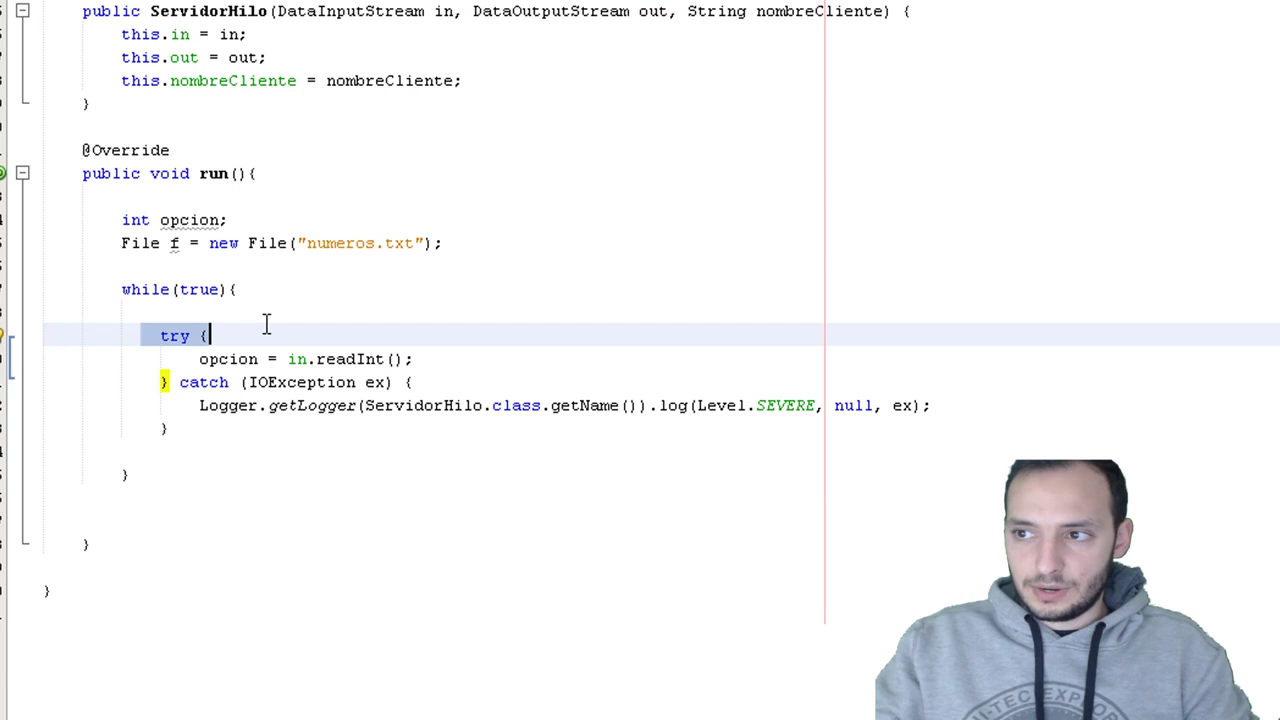 public ServidorHilo(DataInputStream in, DataOutputStream out, String nombreCliente) {
this.in = in;
this.out = out;
this.nombreCliente = nombreCliente;
}
@Override
public void run(){
int opcion;
File f = new File("numeros.txt");
while(true){
try {
opcion = in.readInt();
} catch (IOException ex) {
Logger.getLogger(ServidorHilo.class.getName()).log(Level.SEVERE, null, ex);
}
}
}
}